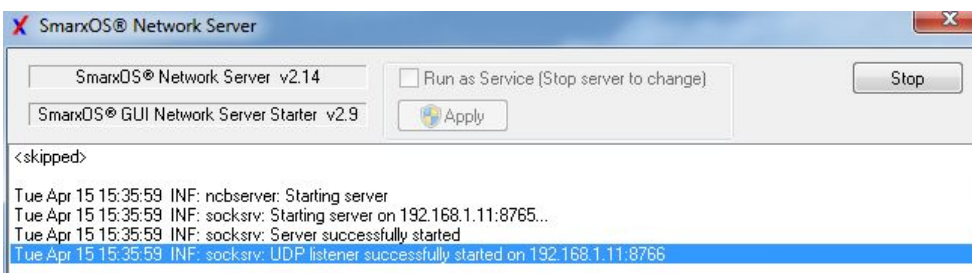 SmarxOS® Network Server
SmarxOS® Network Server v2.14
Run as Service (Stop server to change)
Stop
SmarxOS® GUI Network Server Starter v2.9
Apply
<skipped>
Tue Apr 15 15:35:59 INF: ncbserver: Starting server
Tue Apr 15 15:35:59 INF: socksrv: Starting server on 192.168.1.11:8765...
Tue Apr 15 15:35:59 INF: socksrv: Server successfully started
Tue Apr 15 15:35:59 INF: socksrv: UDP listener successfully started on 192.168.1.11:8766